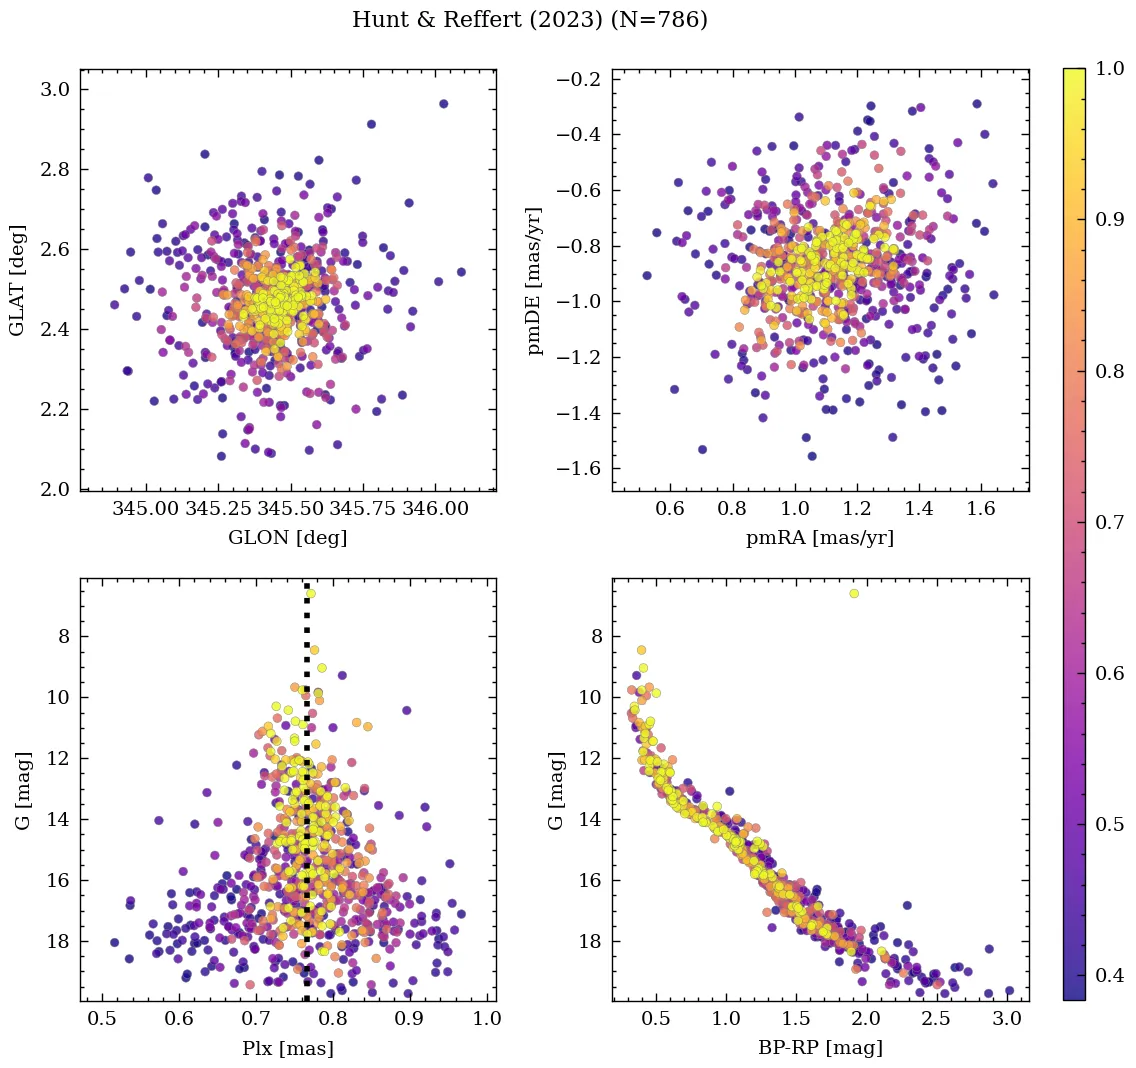 Hunt & Reffert (2023) (N=786)
3.0
2.8
2.6
2.4
2.2
2.0
GLAT [deg]
345.00 345.25 345.50 345.75 346.00
GLON [deg]
−0.2
−0.4
−0.6
−0.8
−1.0
−1.2
−1.4
−1.6
pmDE [mas/yr]
0.6 0.8 1.0 1.2 1.4 1.6
pmRA [mas/yr]
8
10
12
14
16
18
G [mag]
0.5 0.6 0.7 0.8 0.9 1.0
Plx [mas]
8
10
12
14
16
18
G [mag]
0.5 1.0 1.5 2.0 2.5 3.0
BP-RP [mag]
1.0
0.9
0.8
0.7
0.6
0.5
0.4